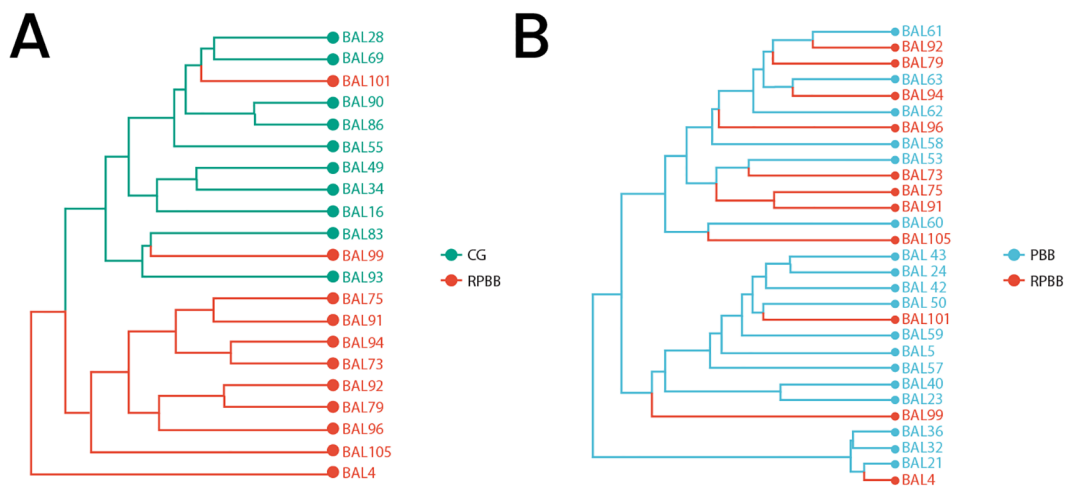 A
BAL28
BAL69
BAL101
BAL90
BAL86
BAL55
BAL49
BAL34
BAL16
BAL83
BAL99
BAL93
BAL75
BAL91
BAL94
BAL73
BAL92
BAL79
BAL96
BAL105
BAL4
CG
RPBB
B
BAL61
BAL92
BAL79
BAL63
BAL94
BAL62
BAL96
BAL58
BAL53
BAL73
BAL75
BAL91
BAL60
BAL105
BAL 43
BAL 24
BAL 42
BAL 50
BAL101
BAL59
BAL5
BAL57
BAL40
BAL23
BAL99
BAL36
BAL32
BAL21
BAL4
PBB
RPBB